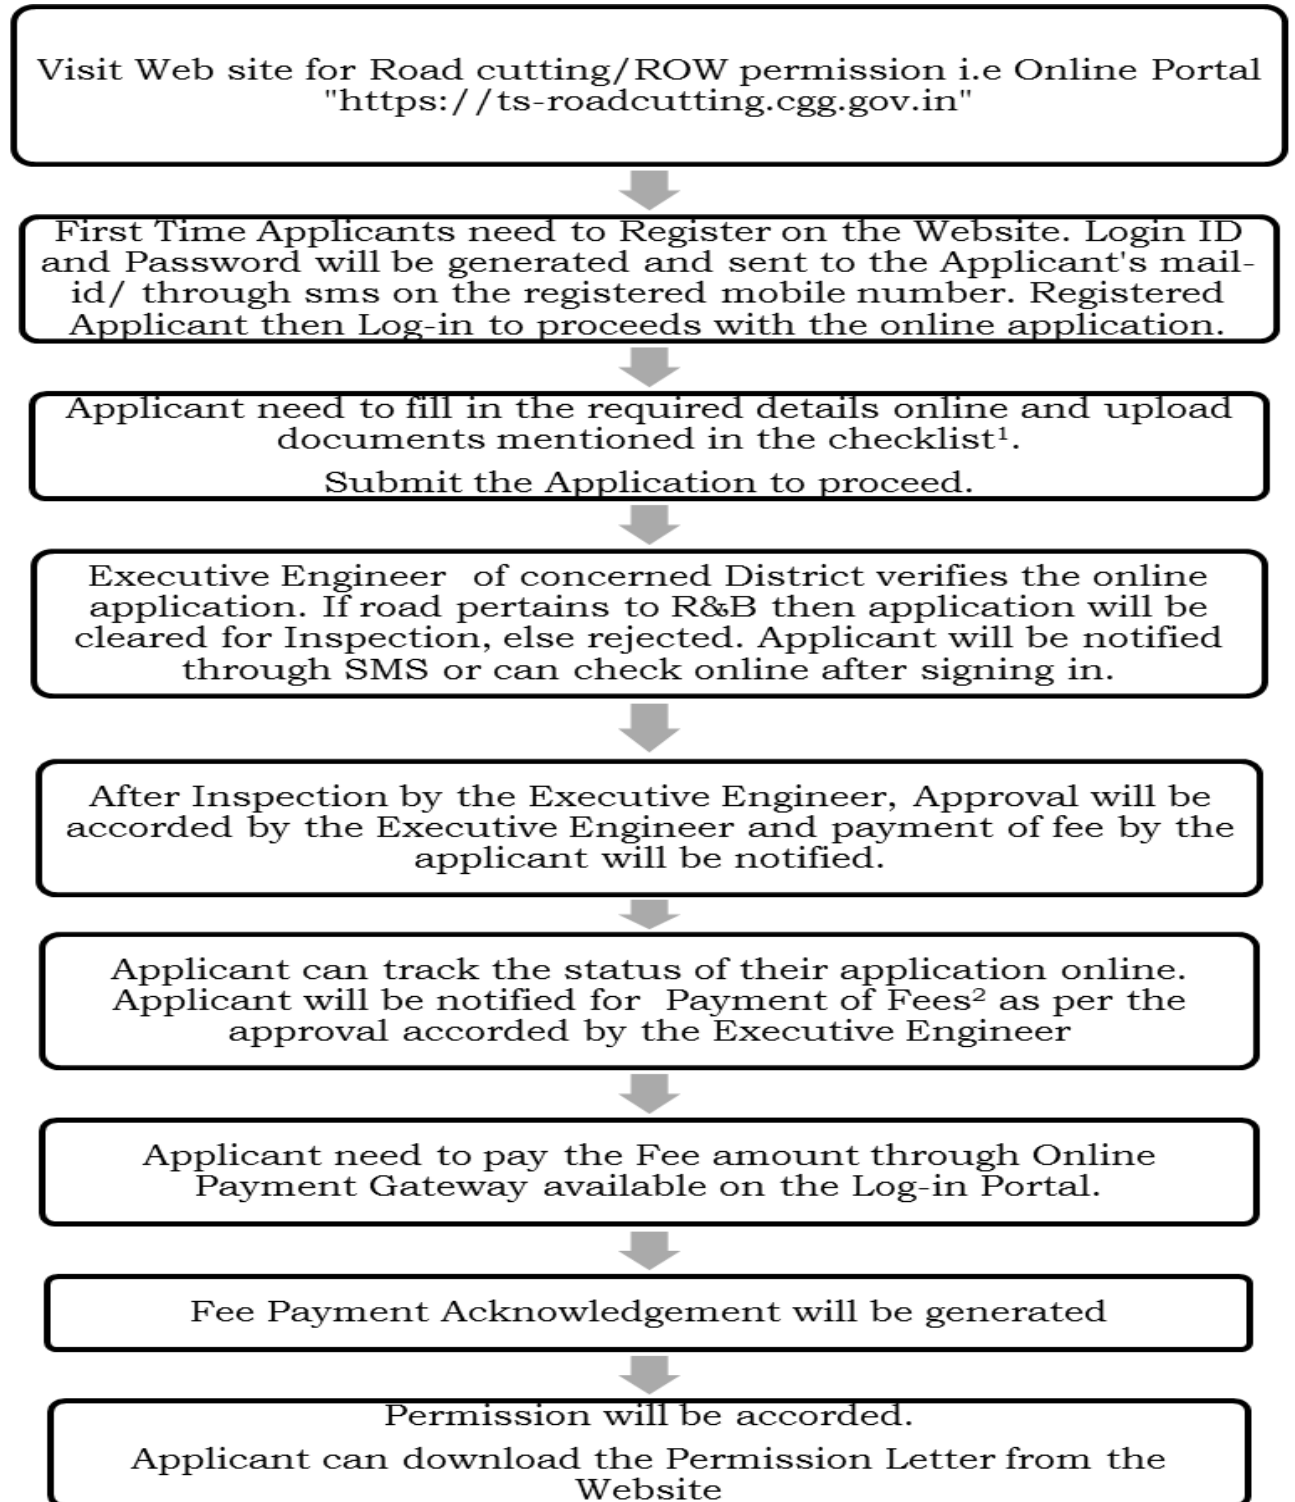 Visit Web site for Road cutting/ROW permission i.e Online Portal
"https://ts-roadcutting.cgg.gov.in"
First Time Applicants need to Register on the Website. Login ID
and Password will be generated and sent to the Applicant's mail-
id/ through sms on the registered mobile number. Registered
Applicant then Log-in to proceeds with the online application.
Applicant need to fill in the required details online and upload
documents mentioned in the checklist¹.
Submit the Application to proceed.
Executive Engineer  of concerned District verifies the online
application. If road pertains to R&B then application will be
cleared for Inspection, else rejected. Applicant will be notified
through SMS or can check online after signing in.
After Inspection by the Executive Engineer, Approval will be
accorded by the Executive Engineer and payment of fee by the
applicant will be notified.
Applicant can track the status of their application online.
Applicant will be notified for  Payment of Fees² as per the
approval accorded by the Executive Engineer
Applicant need to pay the Fee amount through Online
Payment Gateway available on the Log-in Portal.
Fee Payment Acknowledgement will be generated
Permission will be accorded.
Applicant can download the Permission Letter from the
Website